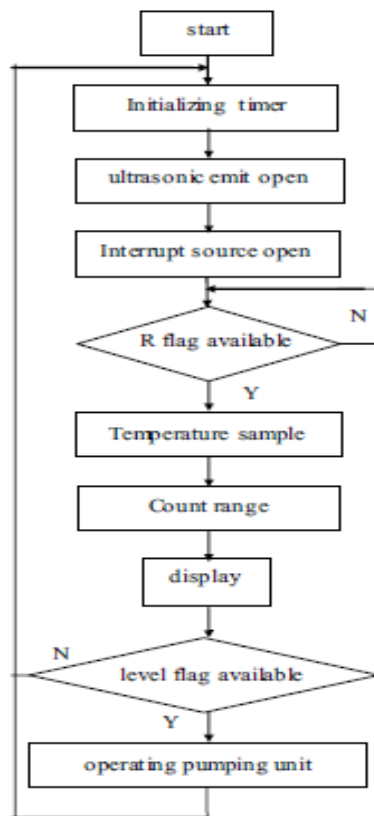 start
Initializing timer
ultrasonic emit open
Interrupt source open
R flag available
N
Y
Temperature sample
Count range
display
N
level flag available
Y
operating pumping unit